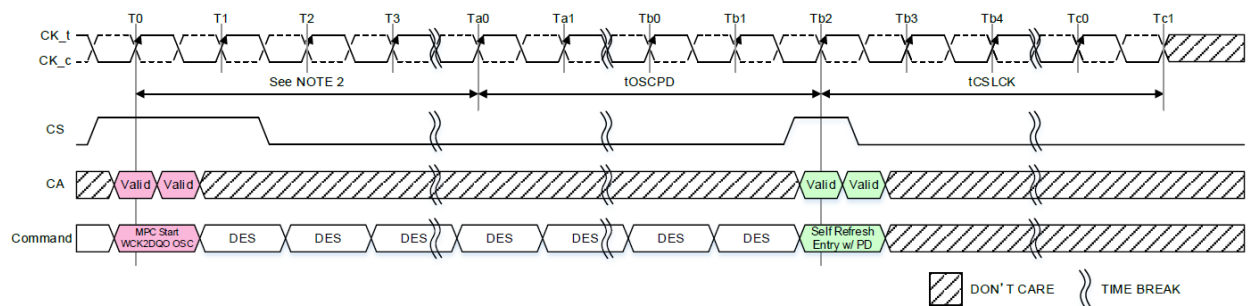 T0 T1 T2 T3 Ta0 Ta1 Tb0 Tb1 Tb2 Tb3 Tb4 Tc0 Tc1
CK_t
CK_c
See NOTE 2 tOSCPD tCSLCK
CS
CA Valid Valid Valid Valid
MPC Start
WCK2DQO OSC
Command DES DES DES DES DES DES DES
Self Refresh
Entry w/ PD
DON'T CARE TIME BREAK